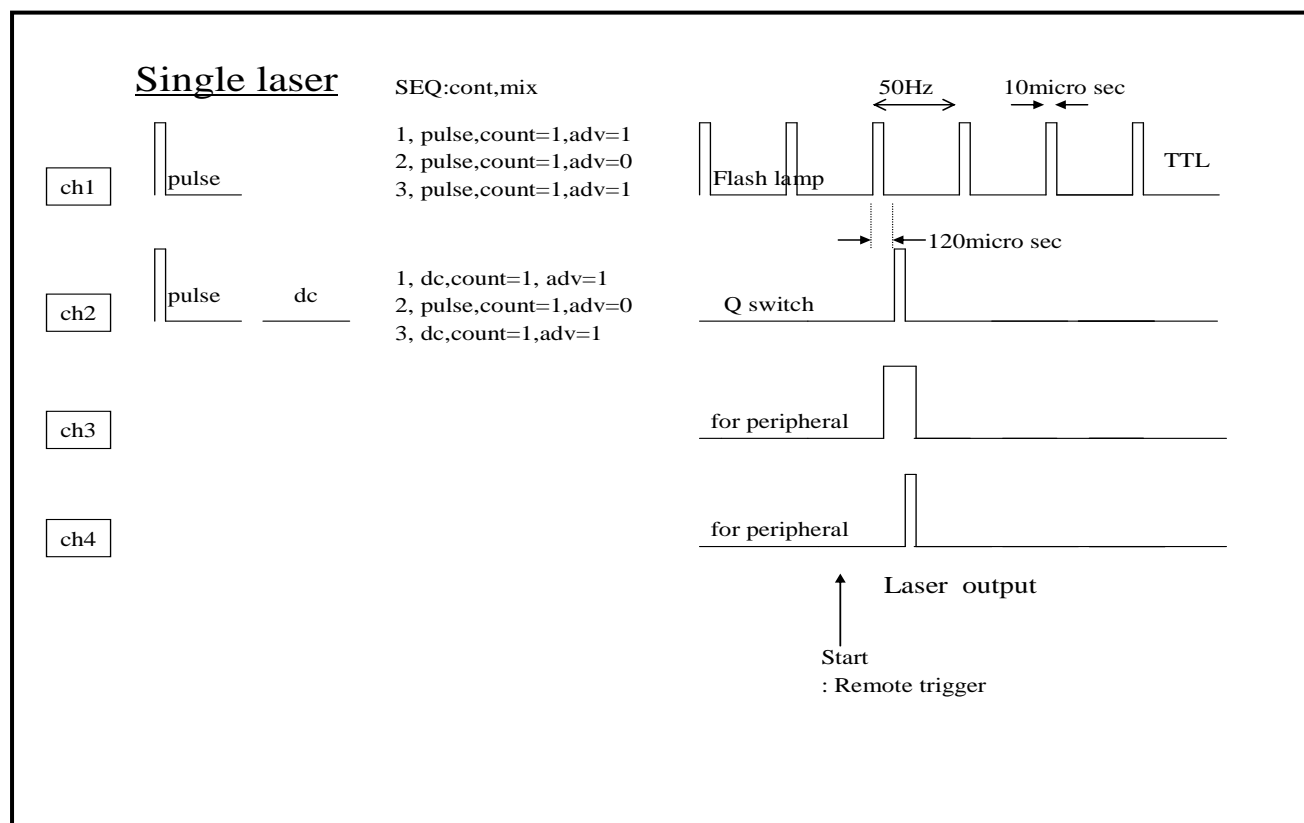 Single laser
SEQ:cont,mix
50Hz
10micro sec
ch1
pulse
1, pulse,count=1,adv=1
2, pulse,count=1,adv=0
3, pulse,count=1,adv=1
Flash lamp
TTL
120micro sec
ch2
pulse
dc
1, dc,count=1, adv=1
2, pulse,count=1,adv=0
3, dc,count=1,adv=1
Q switch
ch3
for peripheral
ch4
for peripheral
Laser output
Start
: Remote trigger